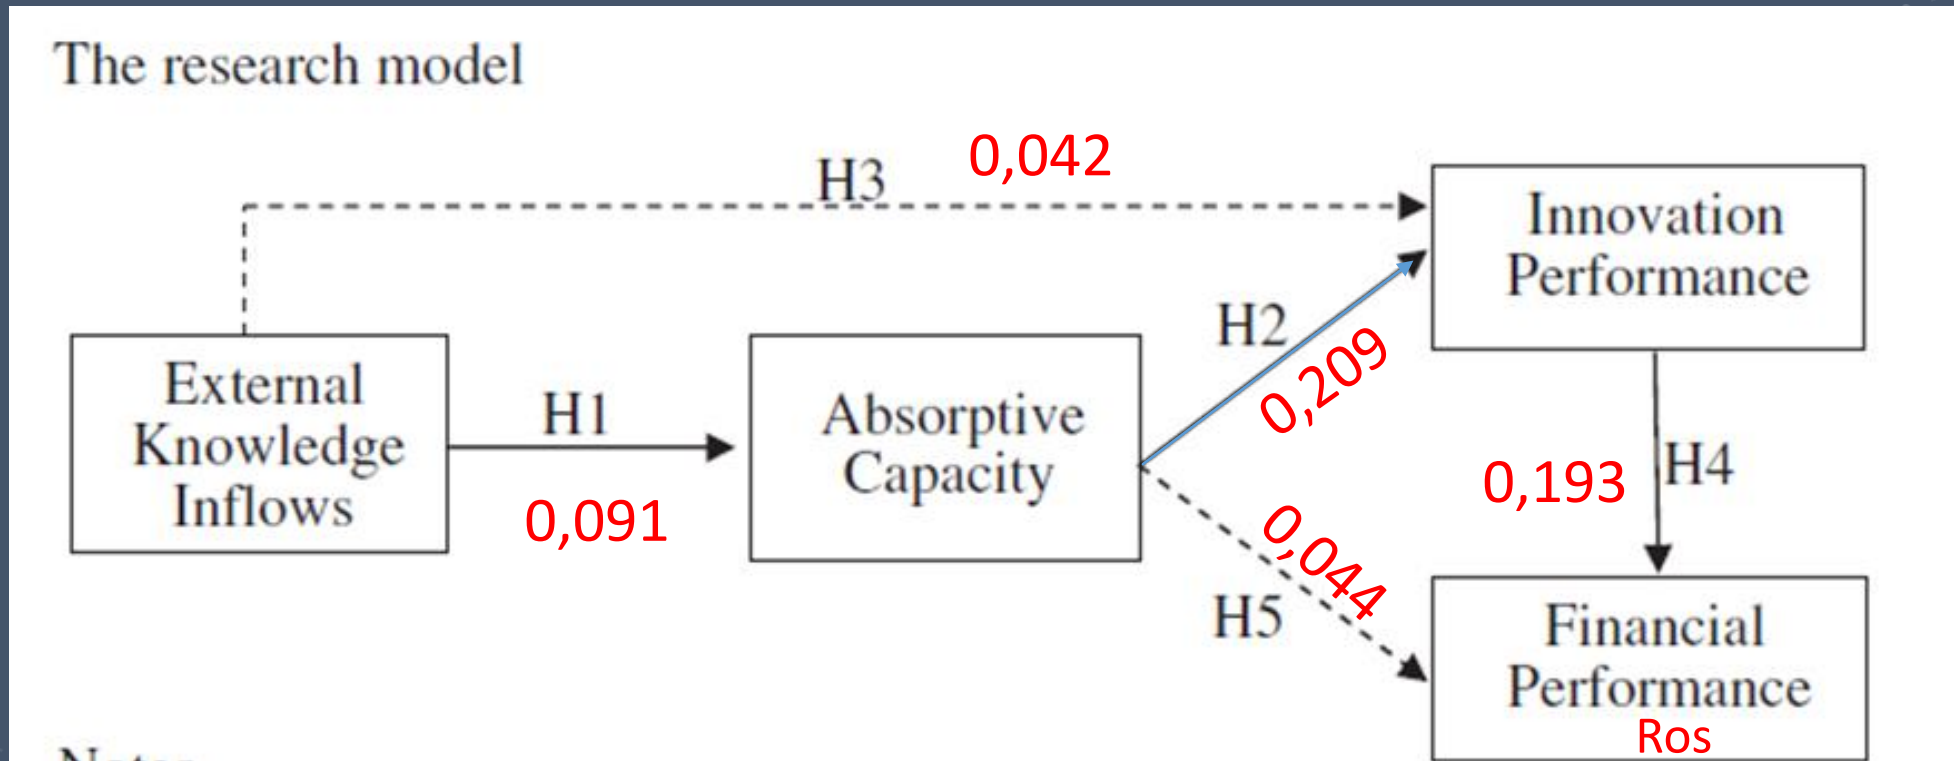 The research model
H3
0,042
Innovation
Performance
H2
0,209
External
Knowledge
Inflows
H1
0,091
Absorptive
Capacity
0,193
H4
0,044
H5
Financial
Performance
Ros